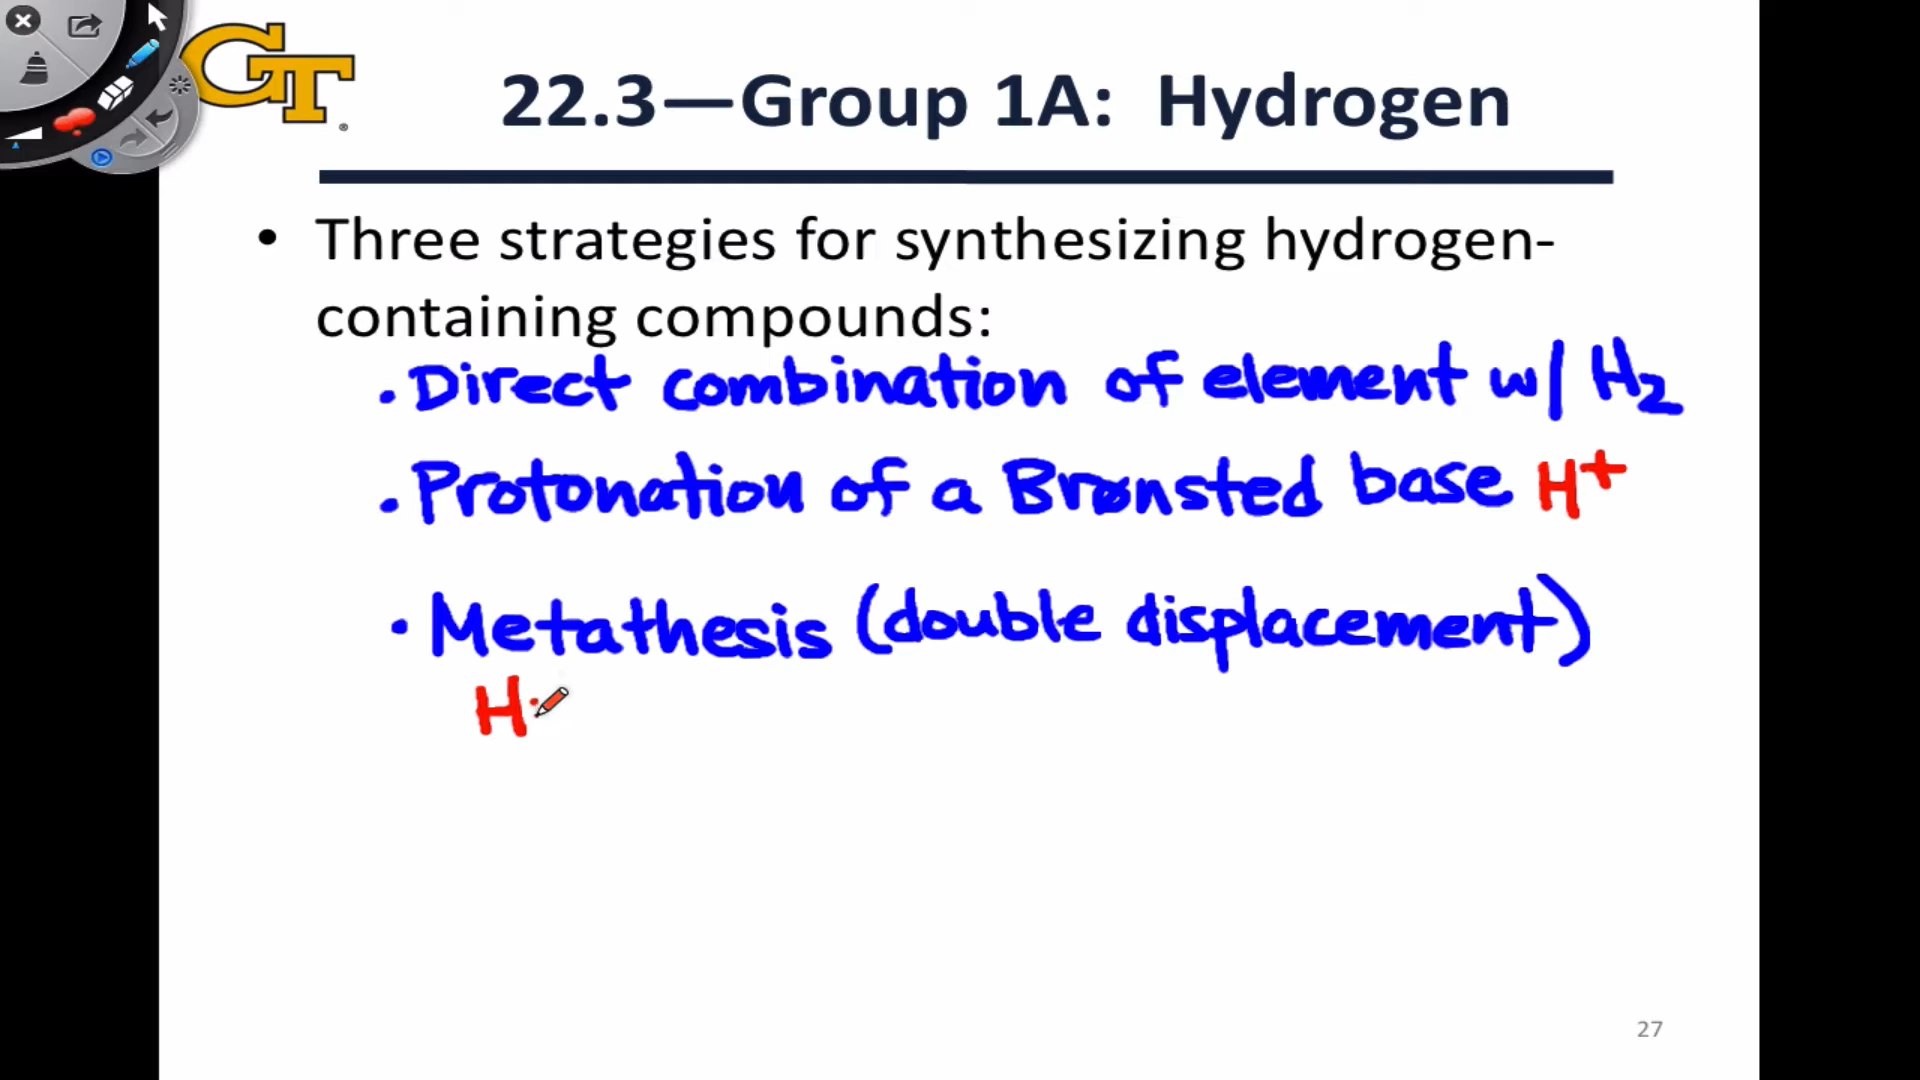 GT
22.3—Group 1A: Hydrogen
• Three strategies for synthesizing hydrogen-
containing compounds:
• Direct combination of element w/ H2
• Protonation of a Brønsted base H+
• Metathesis (double displacement)
H
27